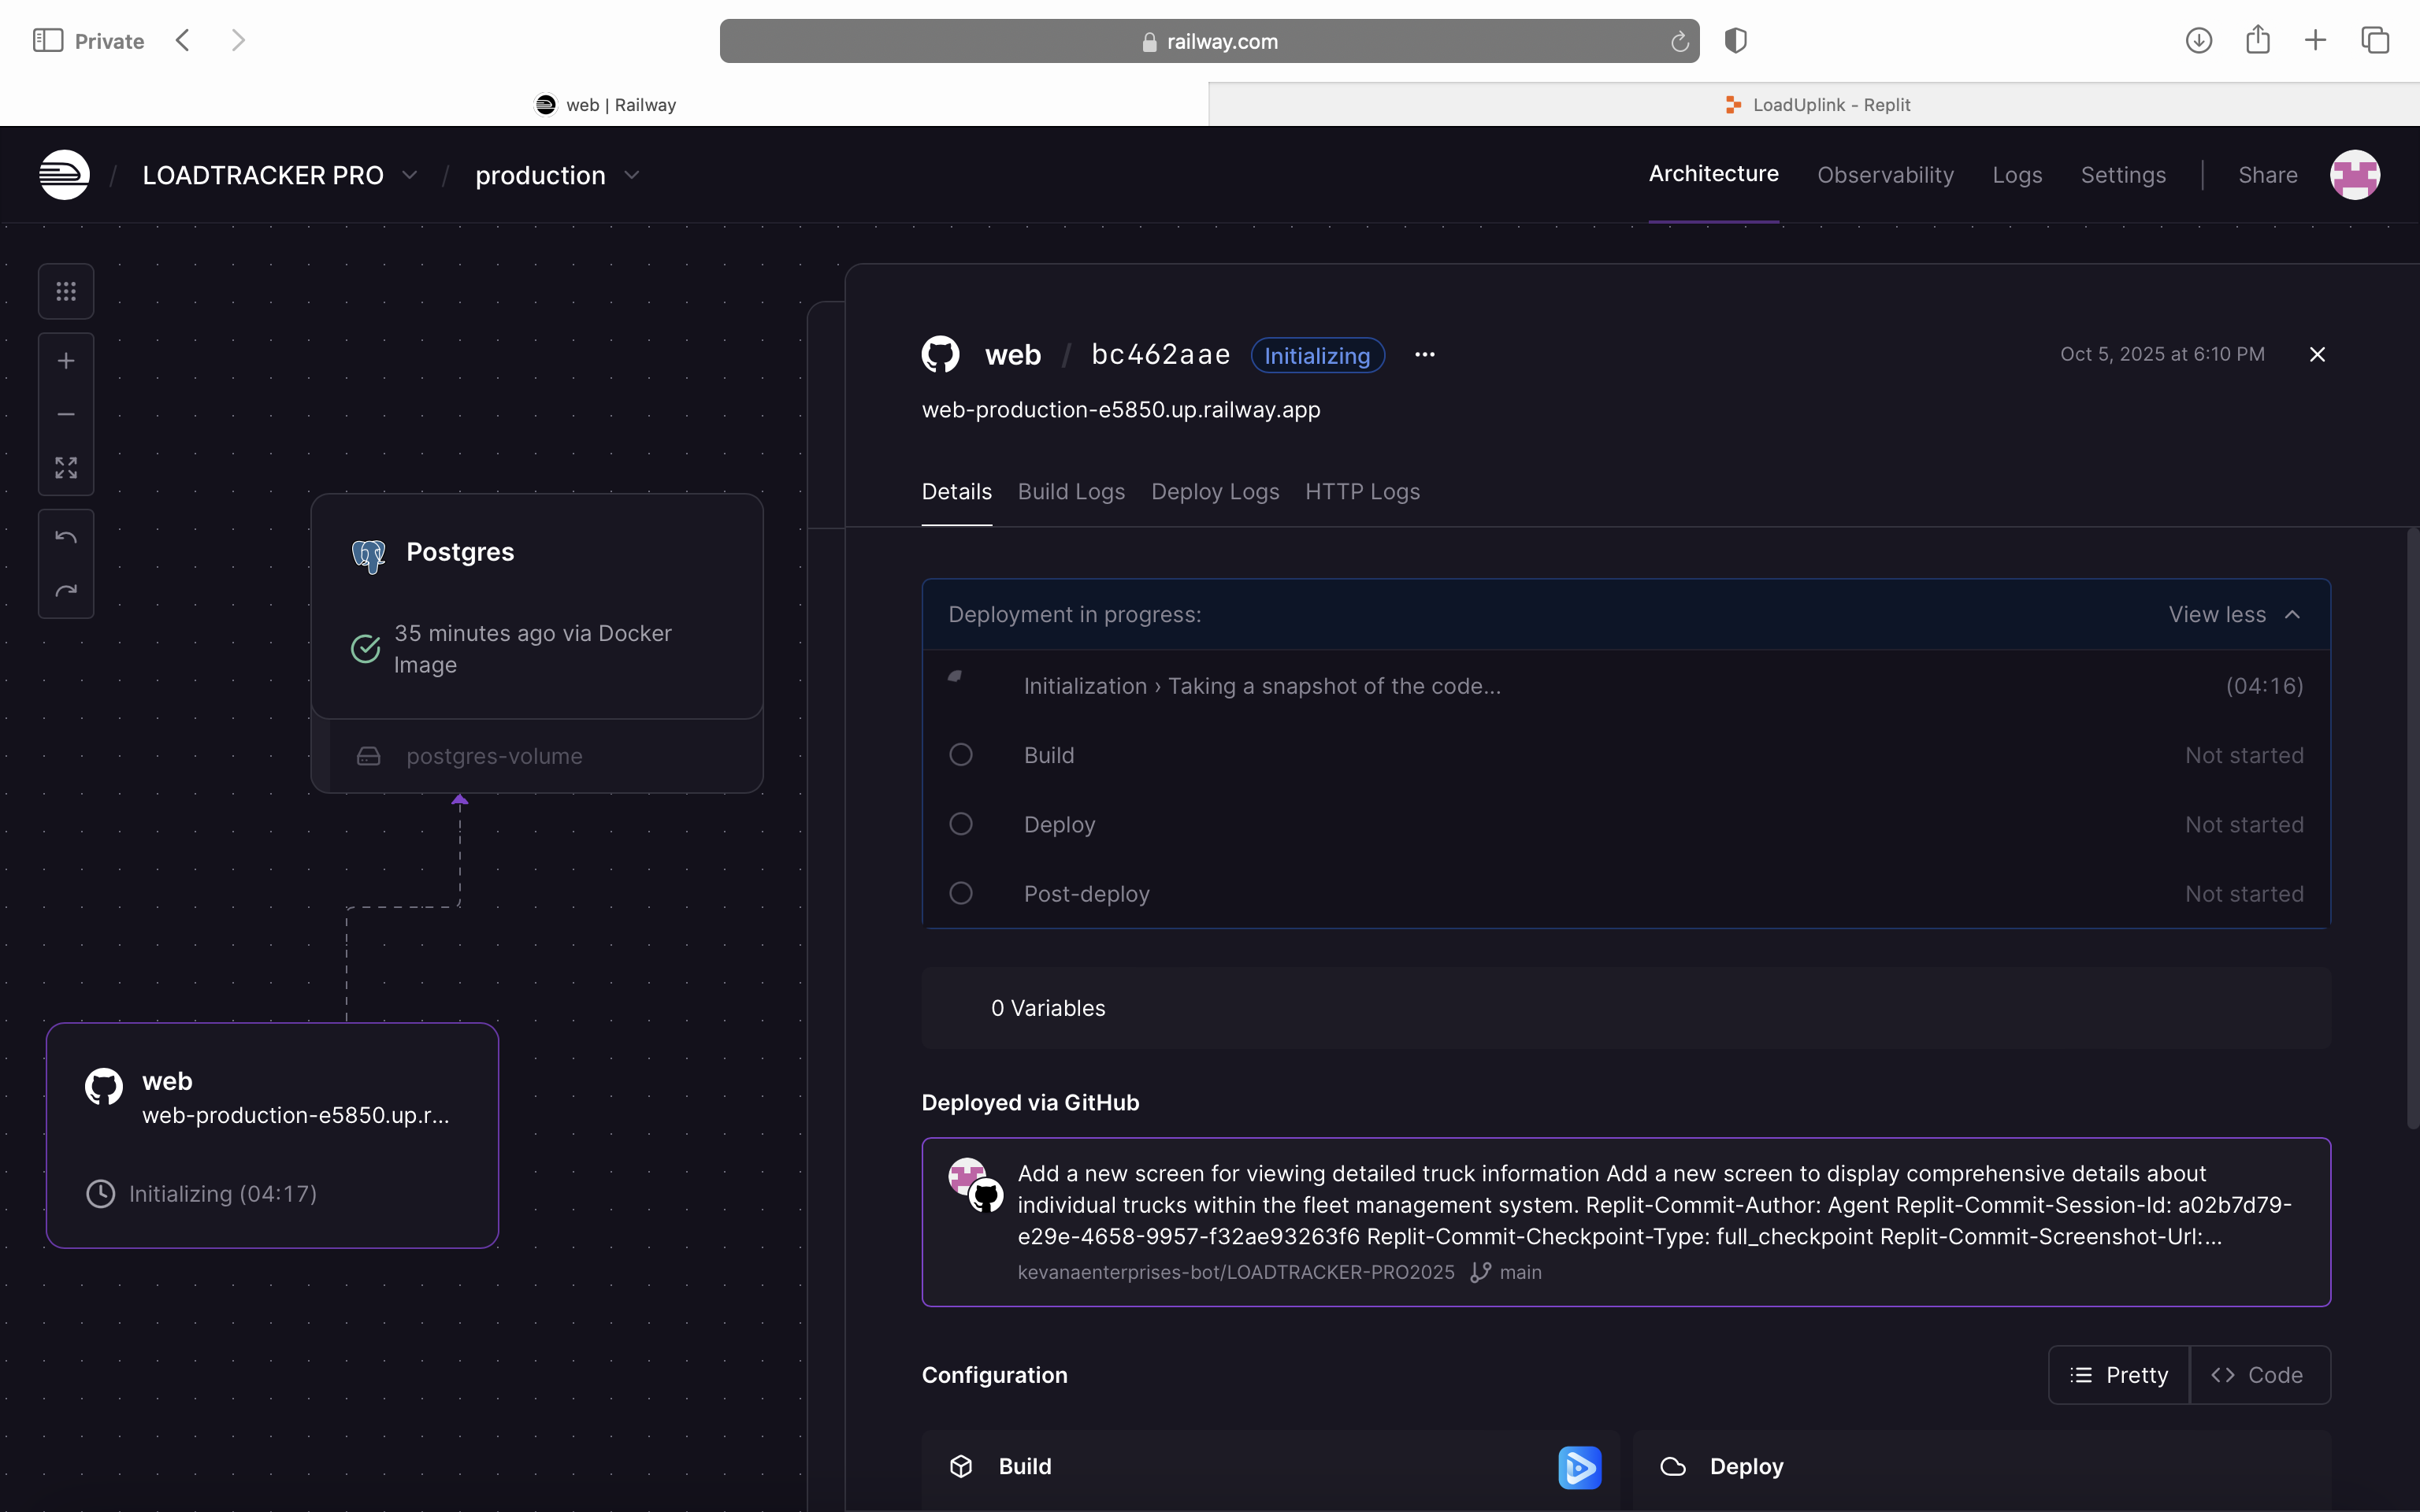 Private
railway.com
web | Railway
LoadUplink - Replit
/ LOADTRACKER PRO / production
Architecture Observability Logs Settings | Share
web / bc462aae Initializing
Oct 5, 2025 at 6:10 PM
web-production-e5850.up.railway.app
Details Build Logs Deploy Logs HTTP Logs
Postgres
35 minutes ago via Docker
Image
postgres-volume
web
web-production-e5850.up.r...
Initializing (04:17)
Deployment in progress: View less
Initialization › Taking a snapshot of the code... (04:16)
Build Not started
Deploy Not started
Post-deploy Not started
0 Variables
Deployed via GitHub
Add a new screen for viewing detailed truck information Add a new screen to display comprehensive details about
individual trucks within the fleet management system. Replit-Commit-Author: Agent Replit-Commit-Session-Id: a02b7d79-
e29e-4658-9957-f32ae93263f6 Replit-Commit-Checkpoint-Type: full_checkpoint Replit-Commit-Screenshot-Url:...
kevanaenterprises-bot/LOADTRACKER-PRO2025 main
Configuration
Pretty
Code
Build
Deploy